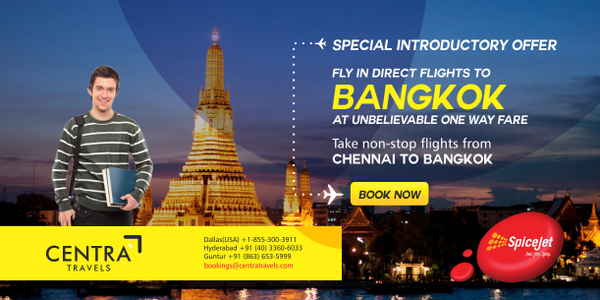 SPECIAL INTRODUCTORY OFFER
FLY IN DIRECT FLIGHTS TO
BANGKOK
AT UNBELIEVABLE ONE WAY FARE
Take non-stop flights from
CHENNAI TO BANGKOK
BOOK NOW
CENTRA
TRAVELS
Dallas(USA) +1-855-300-3911
Hyderabad +91 (40) 3360-6033
Guntur +91 (863) 653-5999
bookings@centratravels.com
SpiceJet